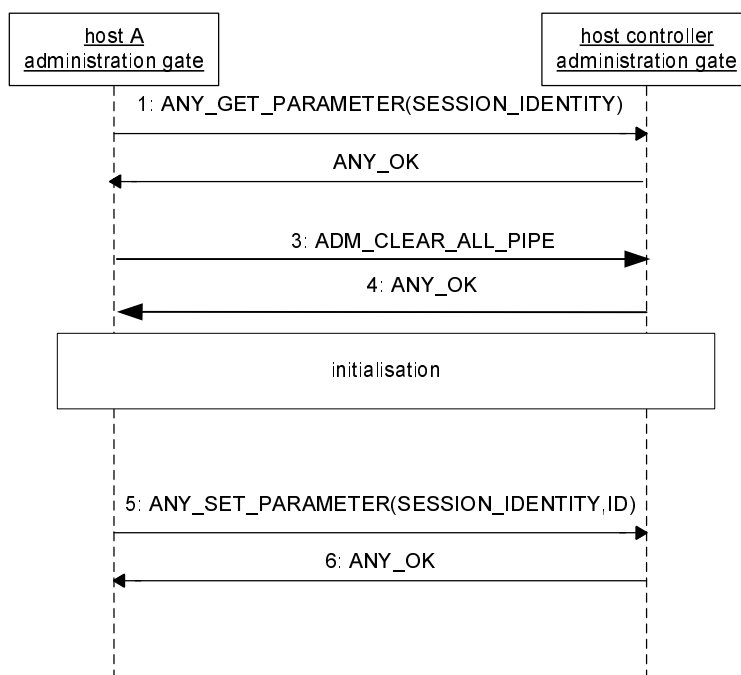 host A
administration gate
host controller
administration gate
1: ANY_GET_PARAMETER(SESSION_IDENTITY)
ANY_OK
3: ADM_CLEAR_ALL_PIPE
4: ANY_OK
initialisation
5: ANY_SET_PARAMETER(SESSION_IDENTITY,ID)
6: ANY_OK